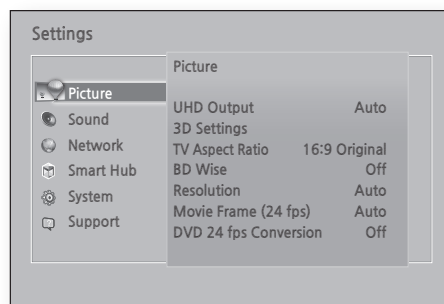 Settings
Picture
Sound
Network
Smart Hub
System
Support
Picture
UHD Output Auto
3D Settings
TV Aspect Ratio 16:9 Original
BD Wise Off
Resolution Auto
Movie Frame (24 fps) Auto
DVD 24 fps Conversion Off